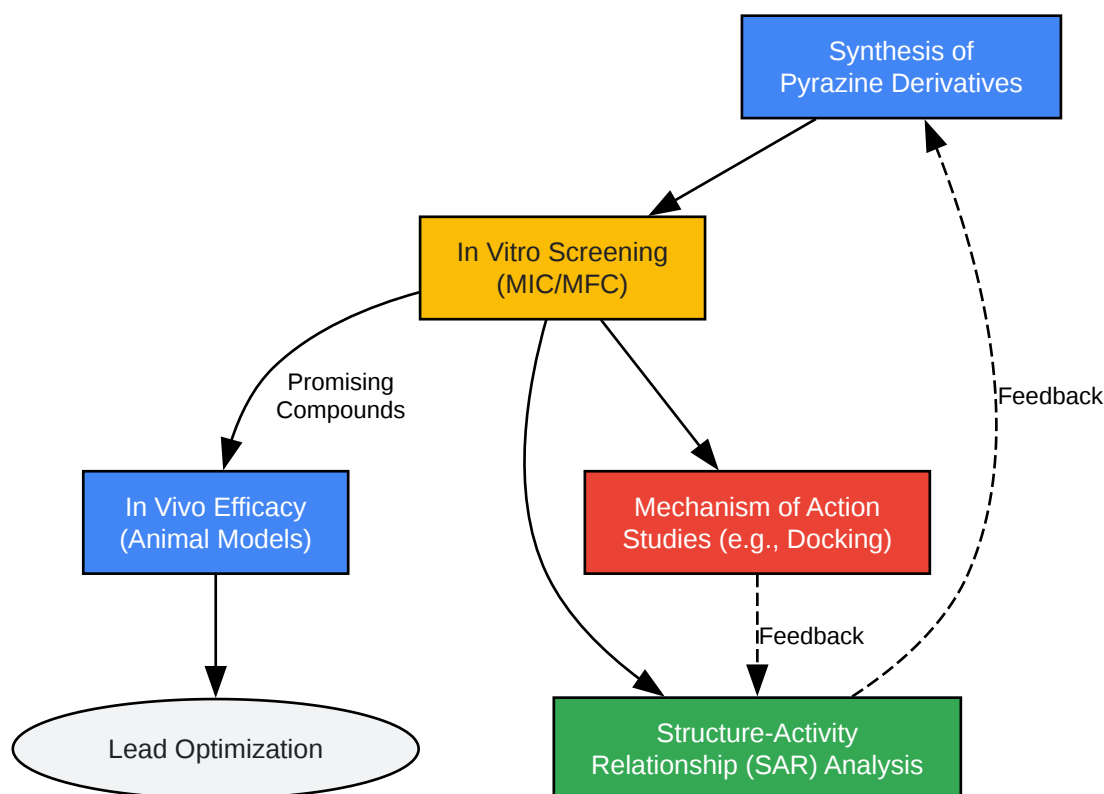 Synthesis of
Pyrazine Derivatives
In Vitro Screening
(MIC/MFC)
Promising
Compounds
Feedback
In Vivo Efficacy
(Animal Models)
Mechanism of Action
Studies (e.g., Docking)
Feedback
Lead Optimization
Structure-Activity
Relationship (SAR) Analysis